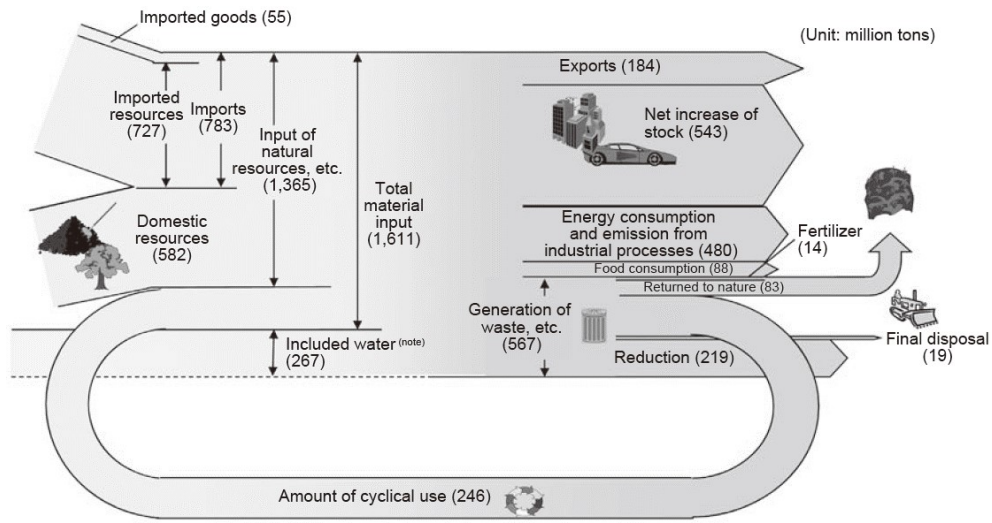 Imported goods (55)
(Unit: million tons)
Exports (184)
Imported
resources
(727)
Imports
(783)
Input of
natural
resources, etc.
(1,365)
Total
material
input
(1,611)
Net increase of
stock (543)
Domestic
resources
(582)
Energy consumption
and emission from
industrial processes (480)
Fertilizer
(14)
Food consumption (88)
Returned to nature (83)
Generation of
waste, etc.
(567)
Included water (note)
(267)
Final disposal
(19)
Reduction (219)
Amount of cyclical use (246)